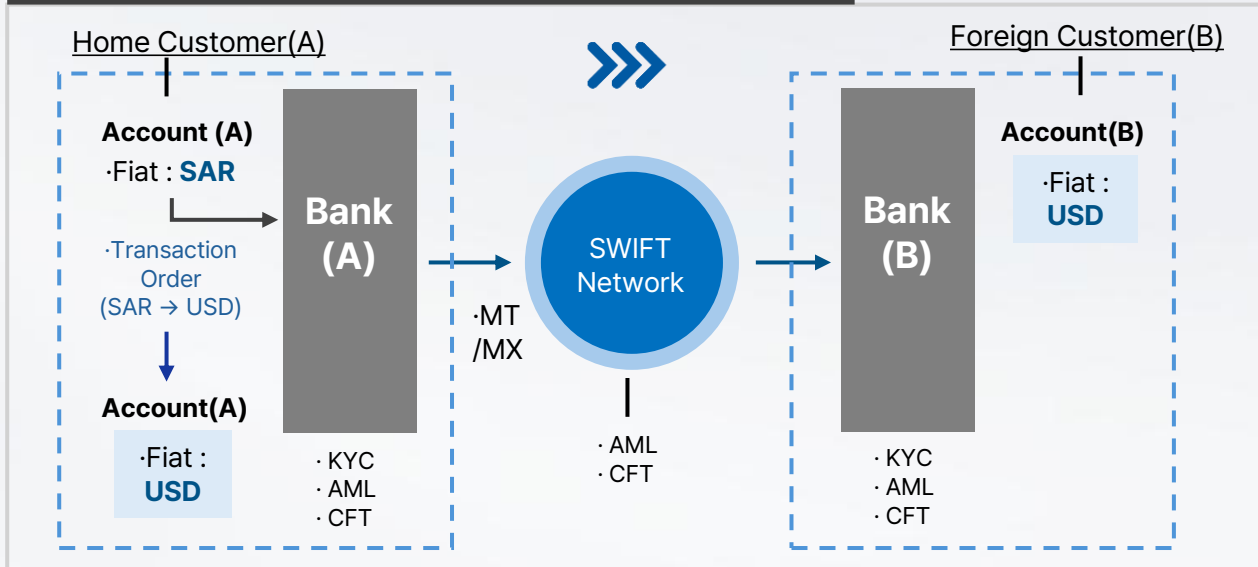 Home Customer(A)
Foreign Customer(B)
Account (A)
·Fiat : SAR
·Transaction
Order
(SAR → USD)
Account(A)
·Fiat :
USD
Bank
(A)
· KYC
· AML
· CFT
·MT
/MX
SWIFT
Network
· AML
· CFT
Bank
(B)
· KYC
· AML
· CFT
Account(B)
·Fiat :
USD